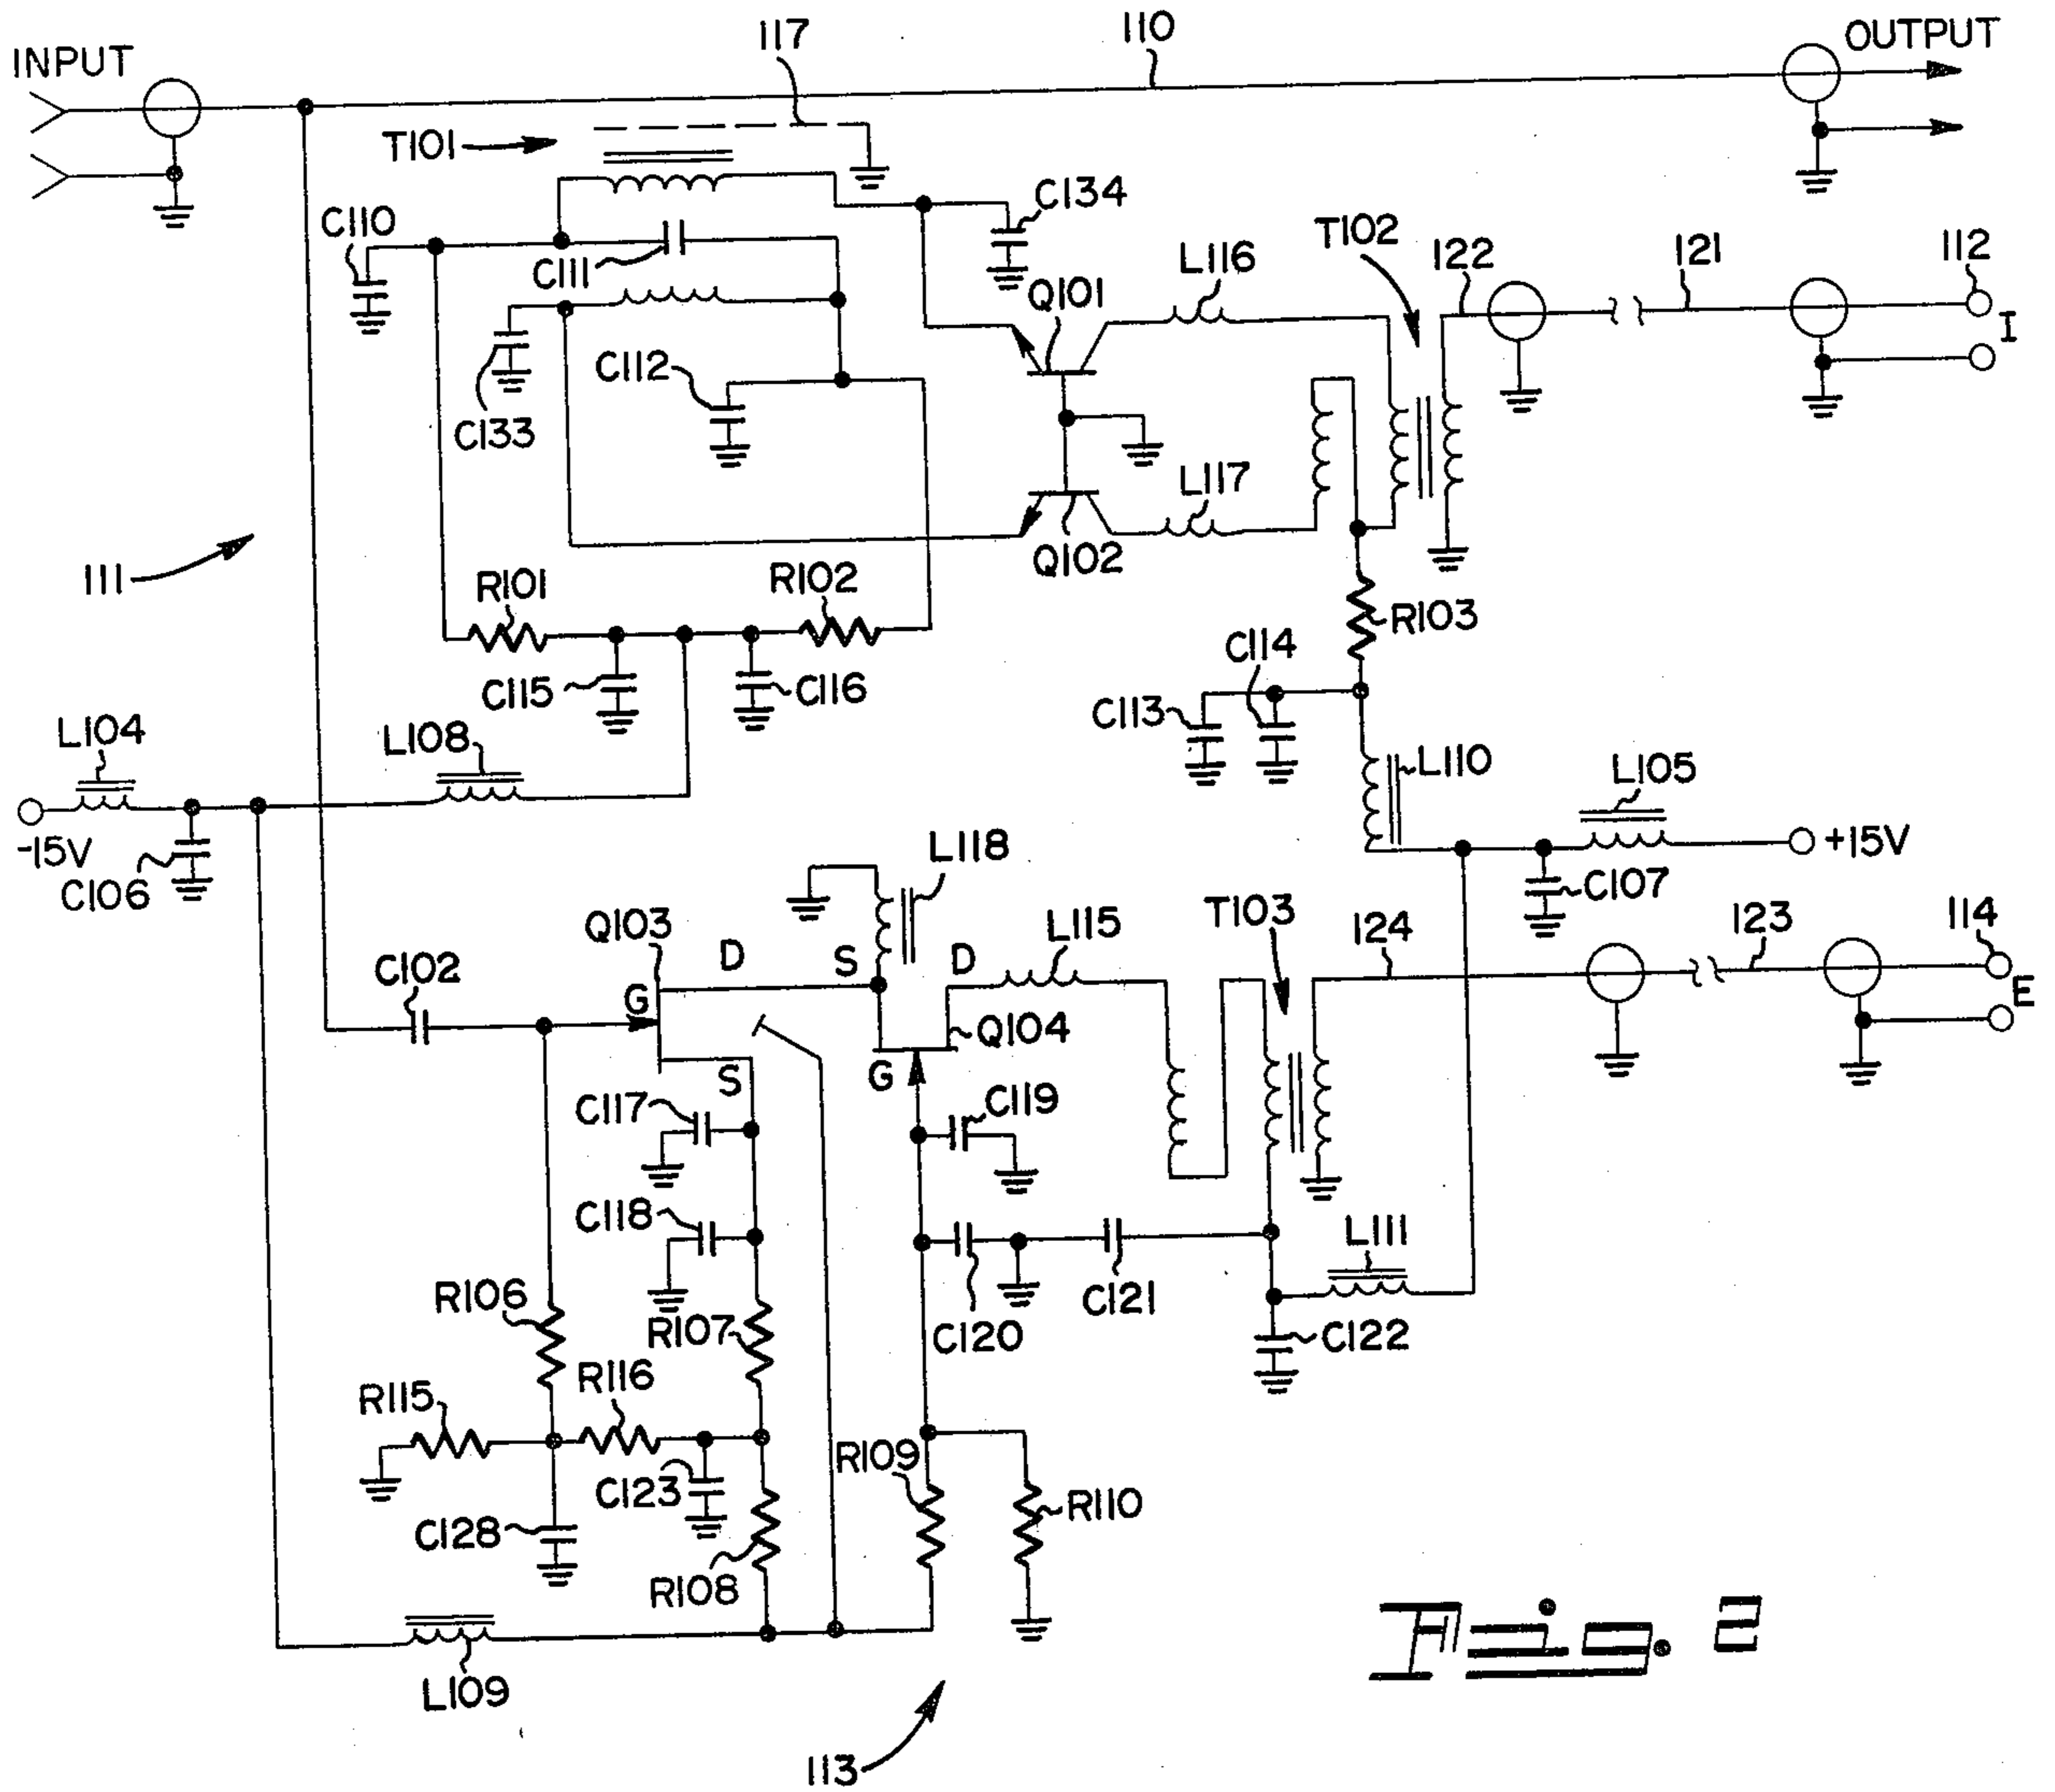 117
110
INPUT
OUTPUT
T101
C134
C110
T102
L116
122
121
112
C111
Q101
I
C112
C133
L117
Q102
111
R101
R102
R103
C114
C115
C116
C113
L104
L108
L110
L105
-15V
+15V
C106
L118
C107
Q103
T103
124
123
114
D
S
D
L115
C102
G
Q104
E
S
G
C117
C119
C118
L111
R106
R107
C120
C121
C122
R116
R115
R109
C123
R110
C128
R108
L109
Fig. 2
113